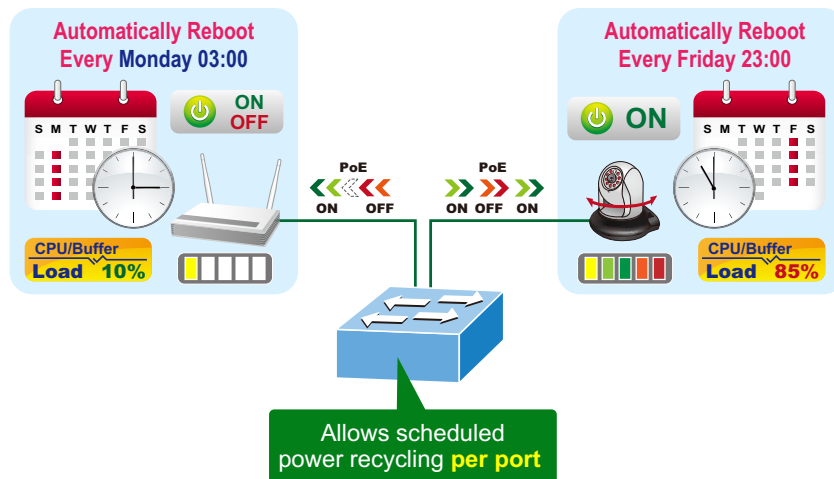 Automatically Reboot
Every Monday 03:00
S M T W T F S
ON
OFF
CPU/Buffer
Load 10%
PoE
ON OFF
PoE
ON OFF ON
Automatically Reboot
Every Friday 23:00
ON
S M T W T F S
CPU/Buffer
Load 85%
Allows scheduled
power recycling per port